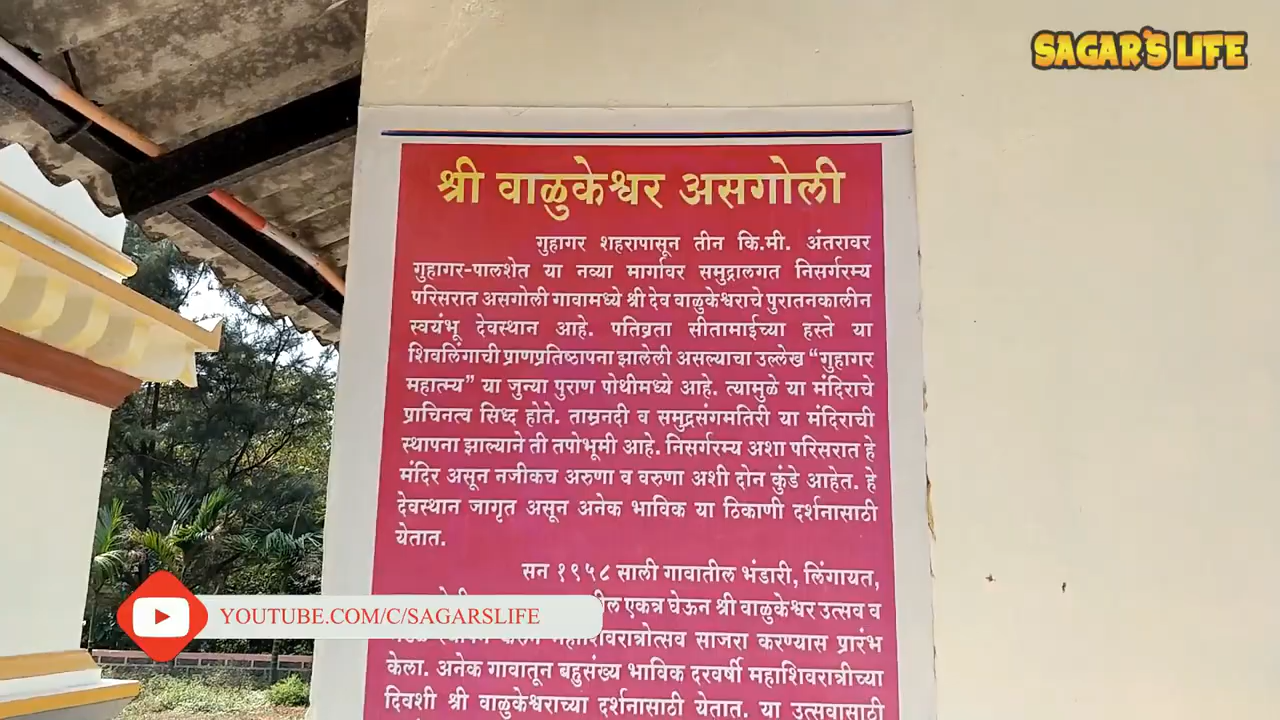 SAGAR'S LIFE
श्री वाळुकेश्वर असगोली
गुहागर शहरापासून तीन कि.मी. अंतरावर
गुहागर-पालशेत या नव्या मार्गावर समुद्रालगत निसर्गरम्य
परिसरात असगोली गावामध्ये श्री देव वाळुकेश्वराचे पुरातनकालीन
स्वयंभू देवस्थान आहे. पतिव्रता सीतामाईच्या हस्ते या
शिवलिंगाची प्राणप्रतिष्ठापना झालेली असल्याचा उल्लेख “गुहागर
महात्म्य” या जुन्या पुराण पोथीमध्ये आहे. त्यामुळे या मंदिराचे
प्राचिनत्व सिध्द होते. ताम्रनदी व समुद्रसंगमतिरी या मंदिराची
स्थापना झाल्याने ती तपोभूमी आहे. निसर्गरम्य अशा परिसरात हे
मंदिर असून नजीकच अरुणा व वरुणा अशी दोन कुंडे आहेत. हे
देवस्थान जागृत असून अनेक भाविक या ठिकाणी दर्शनासाठी
येतात.
सन १९५८ साली गावातील भंडारी, लिंगायत,
एकत्र घेऊन श्री वाळुकेश्वर उत्सव व
महाशिवरात्रोत्सव साजरा करण्यास प्रारंभ
केला. अनेक गावातून बहुसंख्य भाविक दरवर्षी महाशिवरात्रीच्या
दिवशी श्री वाळुकेश्वराच्या दर्शनासाठी येतात. या उत्सवासाठी
YOUTUBE.COM/C/SAGARSLIFE